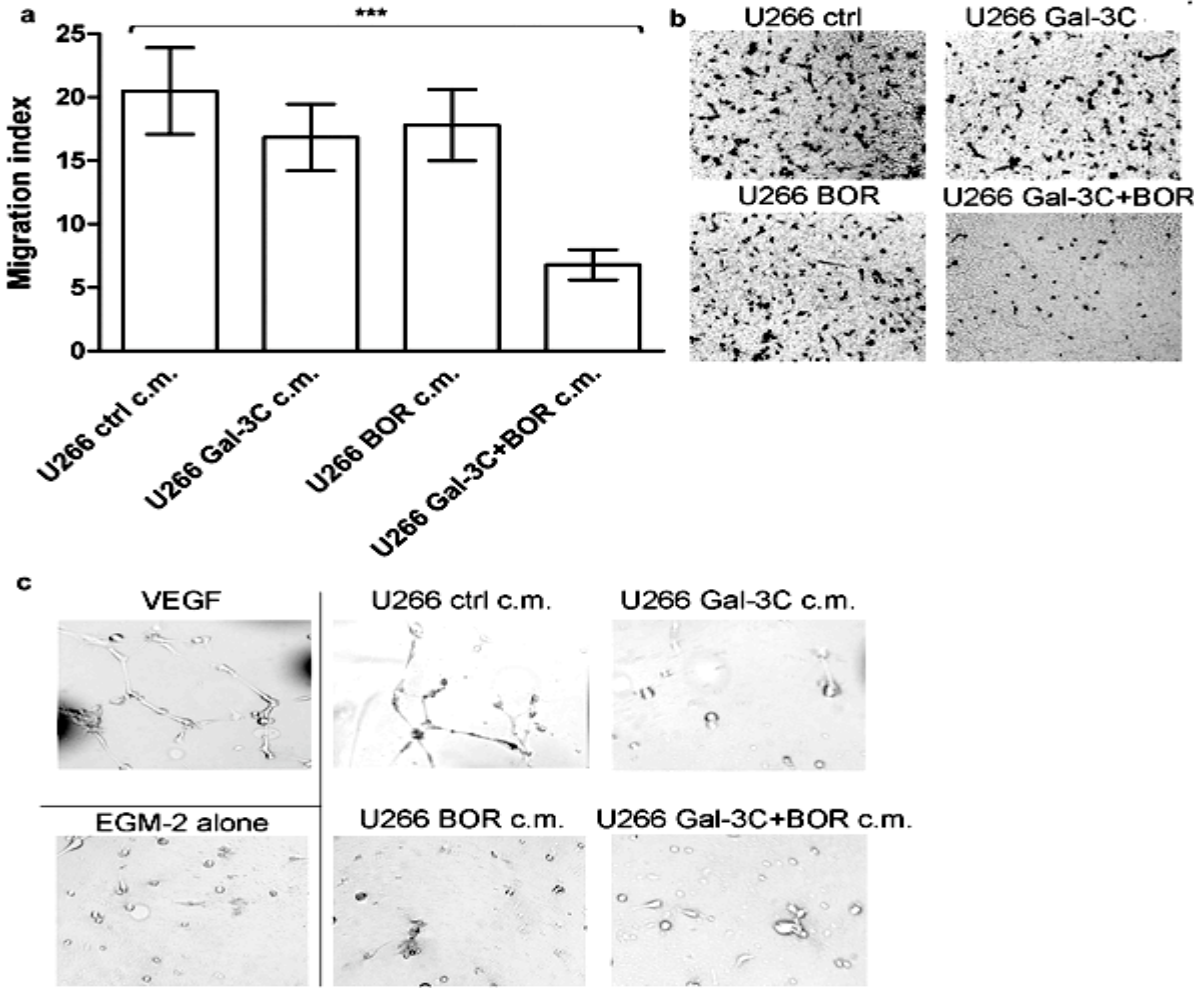 a
***
25
20
15
10
5
0
Migration index
U266 ctrl c.m.
U266 Gal-3C c.m.
U266 BOR c.m.
U266 Gal-3C+BOR c.m.
b
U266 ctrl
U266 Gal-3C
U266 BOR
U266 Gal-3C+BOR
c
VEGF
U266 ctrl c.m.
U266 Gal-3C c.m.
EGM-2 alone
U266 BOR c.m.
U266 Gal-3C+BOR c.m.